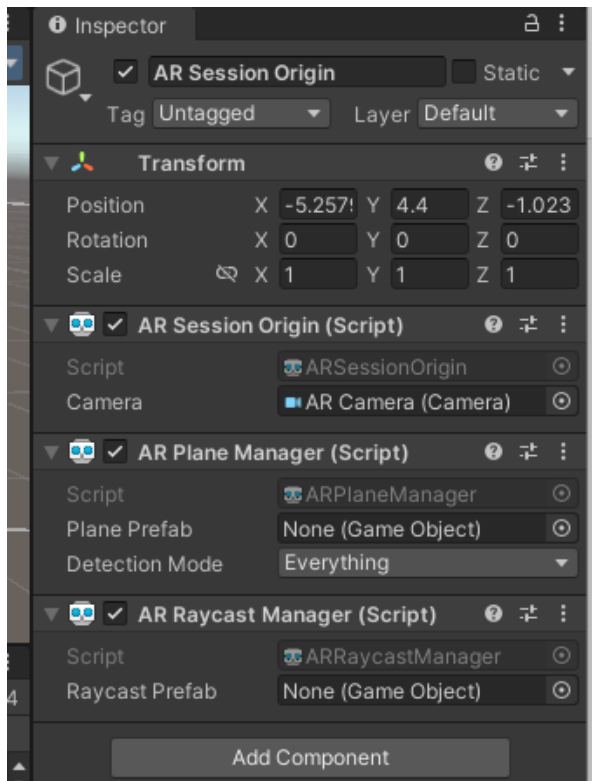 Inspector
AR Session Origin Static
Tag Untagged Layer Default
Transform
Position X -5.257 Y 4.4 Z -1.023
Rotation X 0 Y 0 Z 0
Scale X 1 Y 1 Z 1
AR Session Origin (Script)
Script ARSessionOrigin
Camera AR Camera (Camera)
AR Plane Manager (Script)
Script ARPlaneManager
Plane Prefab None (Game Object)
Detection Mode Everything
AR Raycast Manager (Script)
Script ARRaycastManager
Raycast Prefab None (Game Object)
4
Add Component